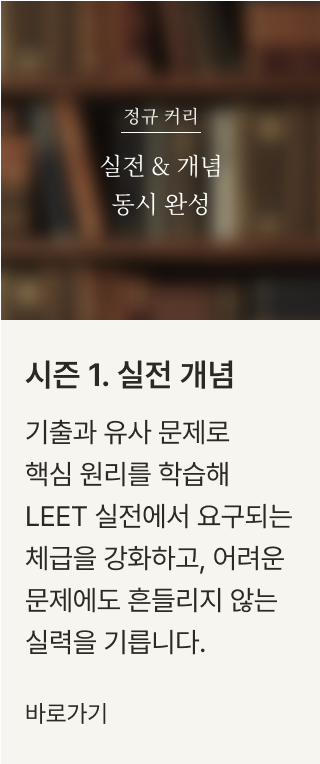 정규 커리
실전 & 개념
동시 완성
시즌 1. 실전 개념
기출과 유사 문제로
핵심 원리를 학습해
LEET 실전에서 요구되는
체급을 강화하고, 어려운
문제에도 흔들리지 않는
실력을 기릅니다.
바로가기